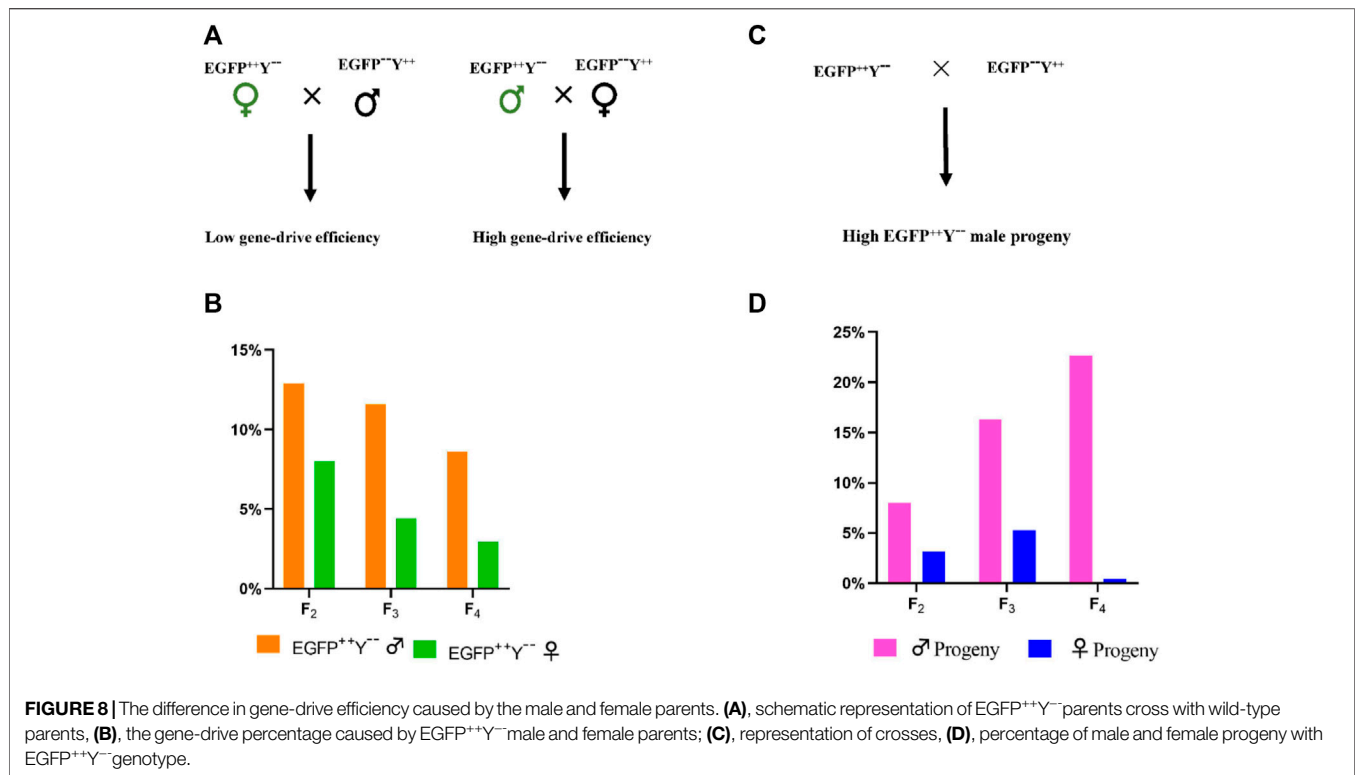 A
EGFP⁺⁺Y⁻⁻ EGFP⁻⁻Y⁺⁺
♀ × ♂
Low gene-drive efficiency
EGFP⁺⁺Y⁻⁻ EGFP⁻⁻Y⁺⁺
♂ × ♀
High gene-drive efficiency
C
EGFP⁺⁺Y⁻⁻ × EGFP⁻⁻Y⁺⁺
High EGFP⁺⁺Y⁻⁻ male progeny
B
15%
10%
5%
0%
F₂ F₃ F₄
EGFP⁺⁺Y⁻⁻ ♂ EGFP⁺⁺Y⁻⁻ ♀
D
25%
20%
15%
10%
5%
0%
F₂ F₃ F₄
♂ Progeny ♀ Progeny
FIGURE 8 | The difference in gene-drive efficiency caused by the male and female parents. (A), schematic representation of EGFP⁺⁺Y⁻⁻parents cross with wild-type
parents, (B), the gene-drive percentage caused by EGFP⁺⁺Y⁻⁻male and female parents; (C), representation of crosses, (D), percentage of male and female progeny with
EGFP⁺⁺Y⁻⁻genotype.